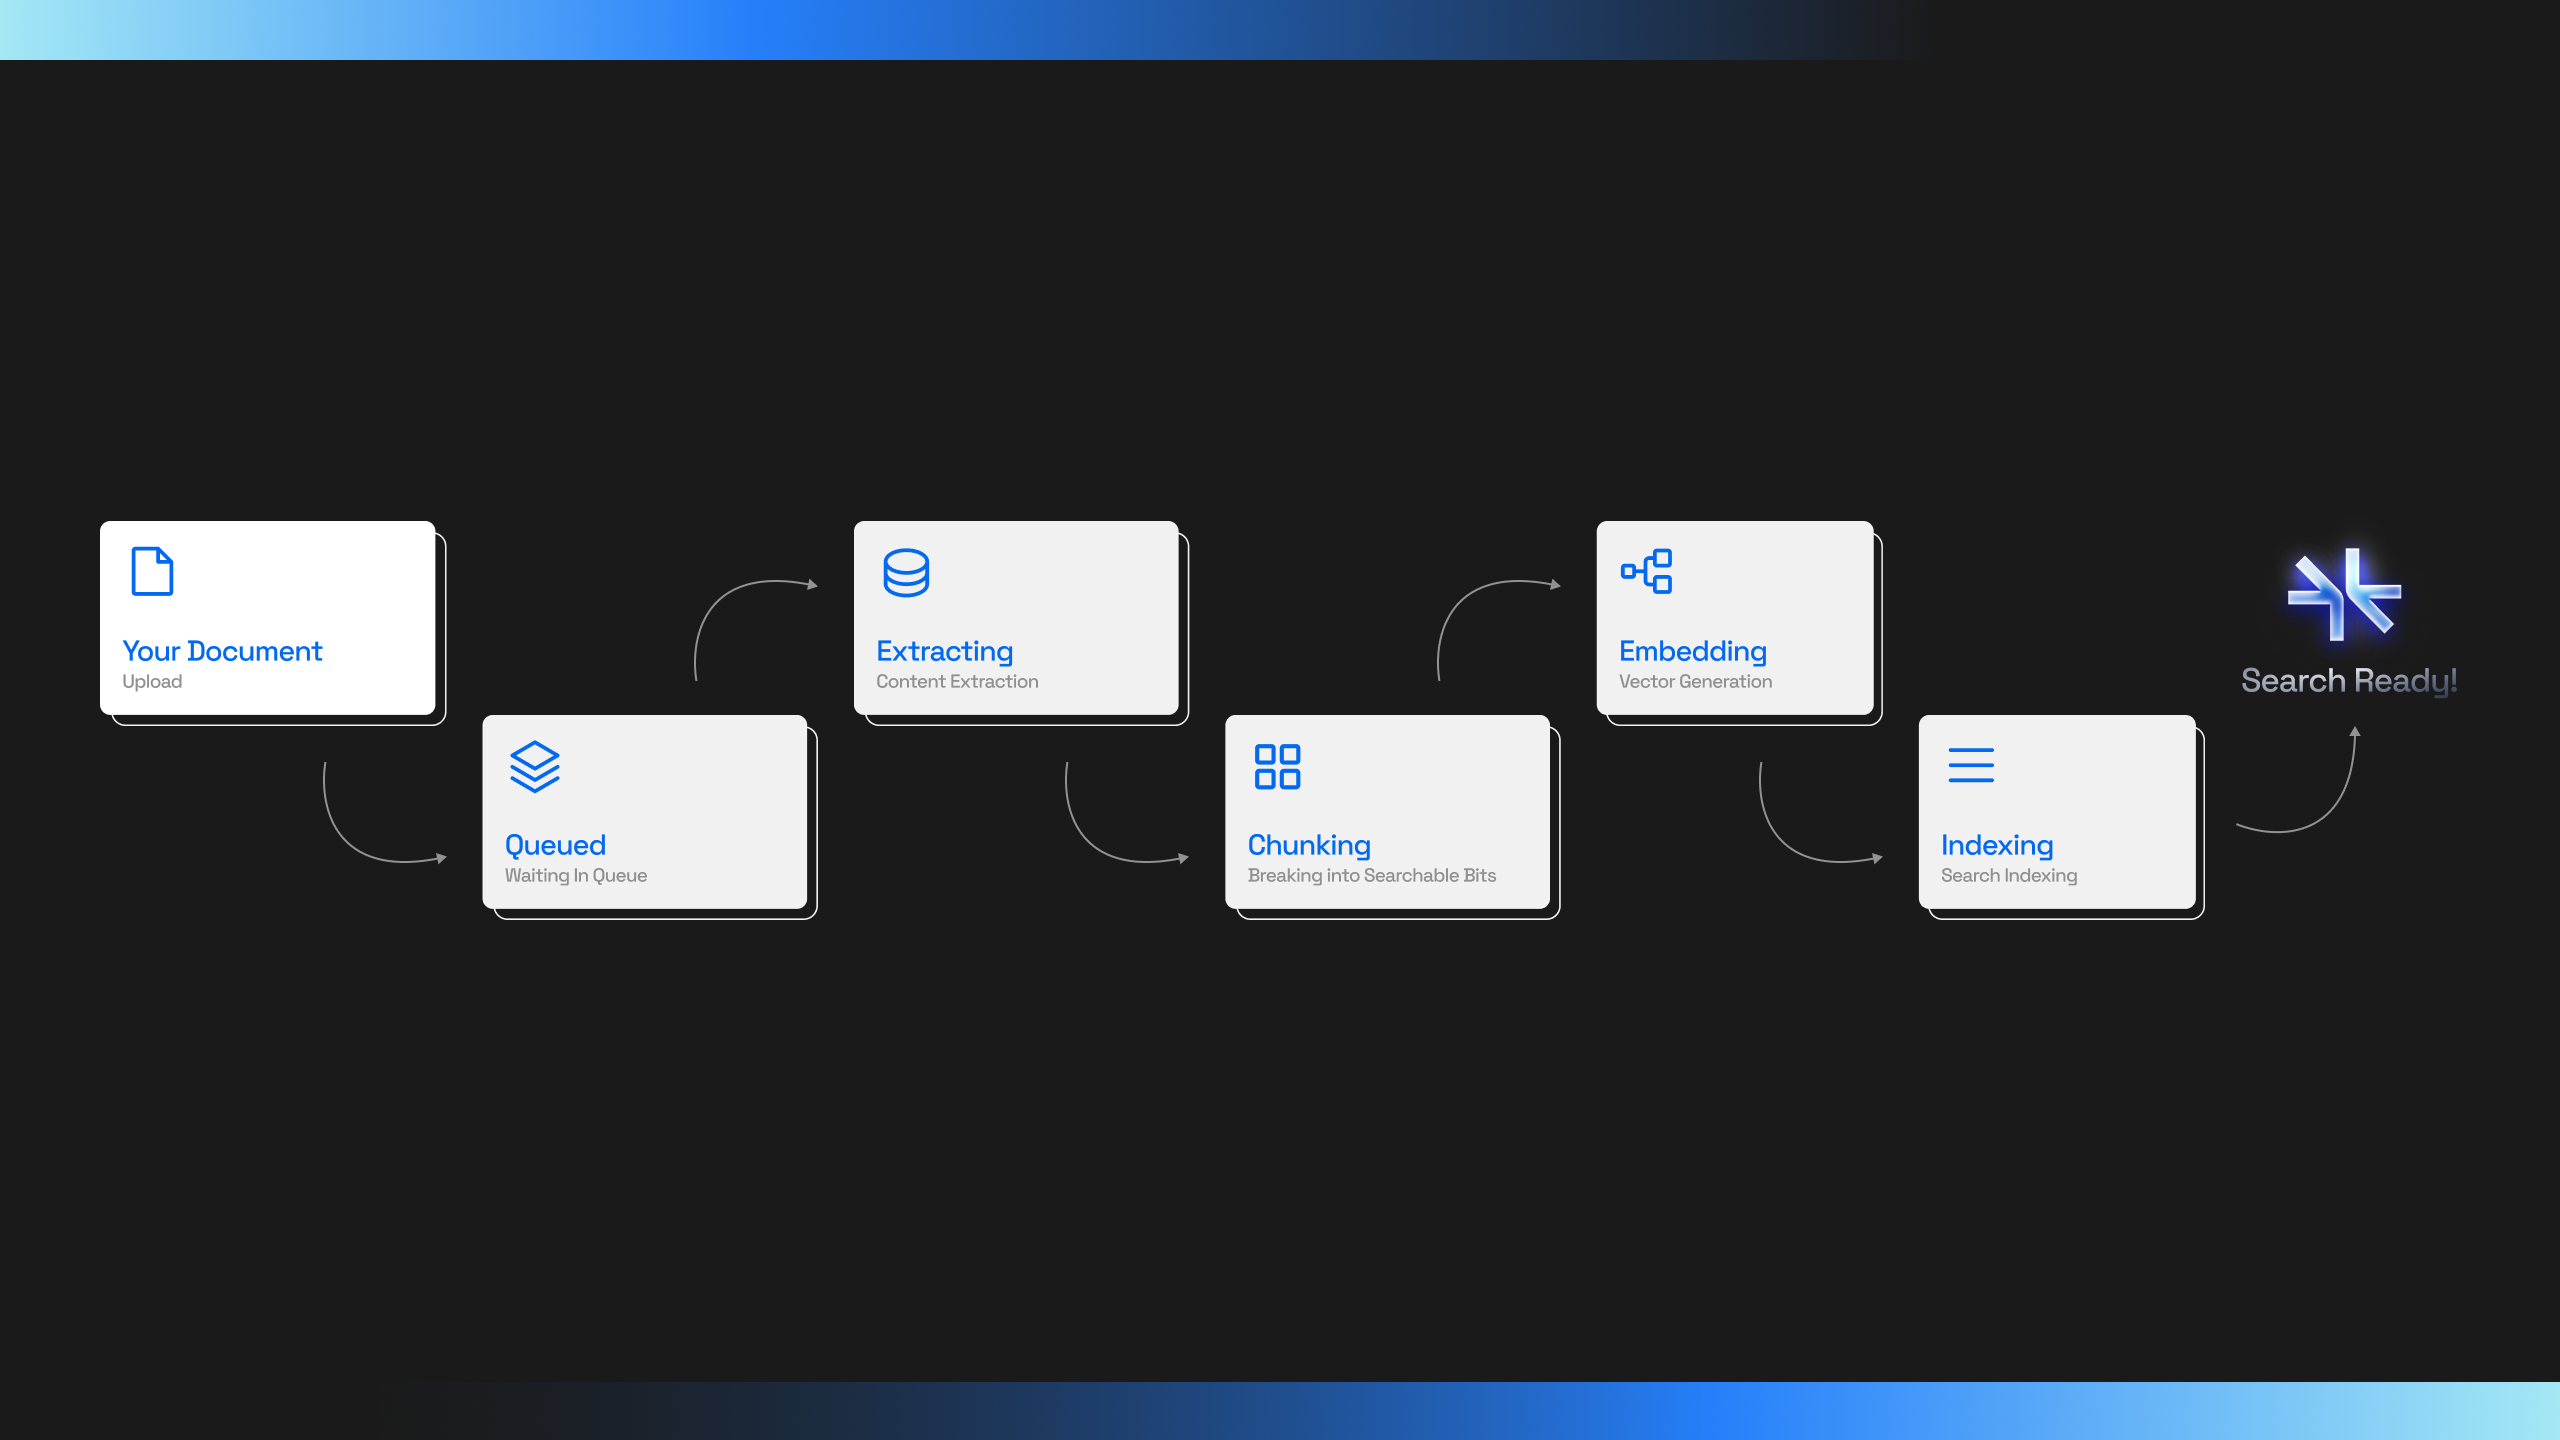 Your Document
Upload
Queued
Waiting In Queue
Extracting
Content Extraction
Chunking
Breaking into Searchable Bits
Embedding
Vector Generation
Indexing
Search Indexing
Search Ready!